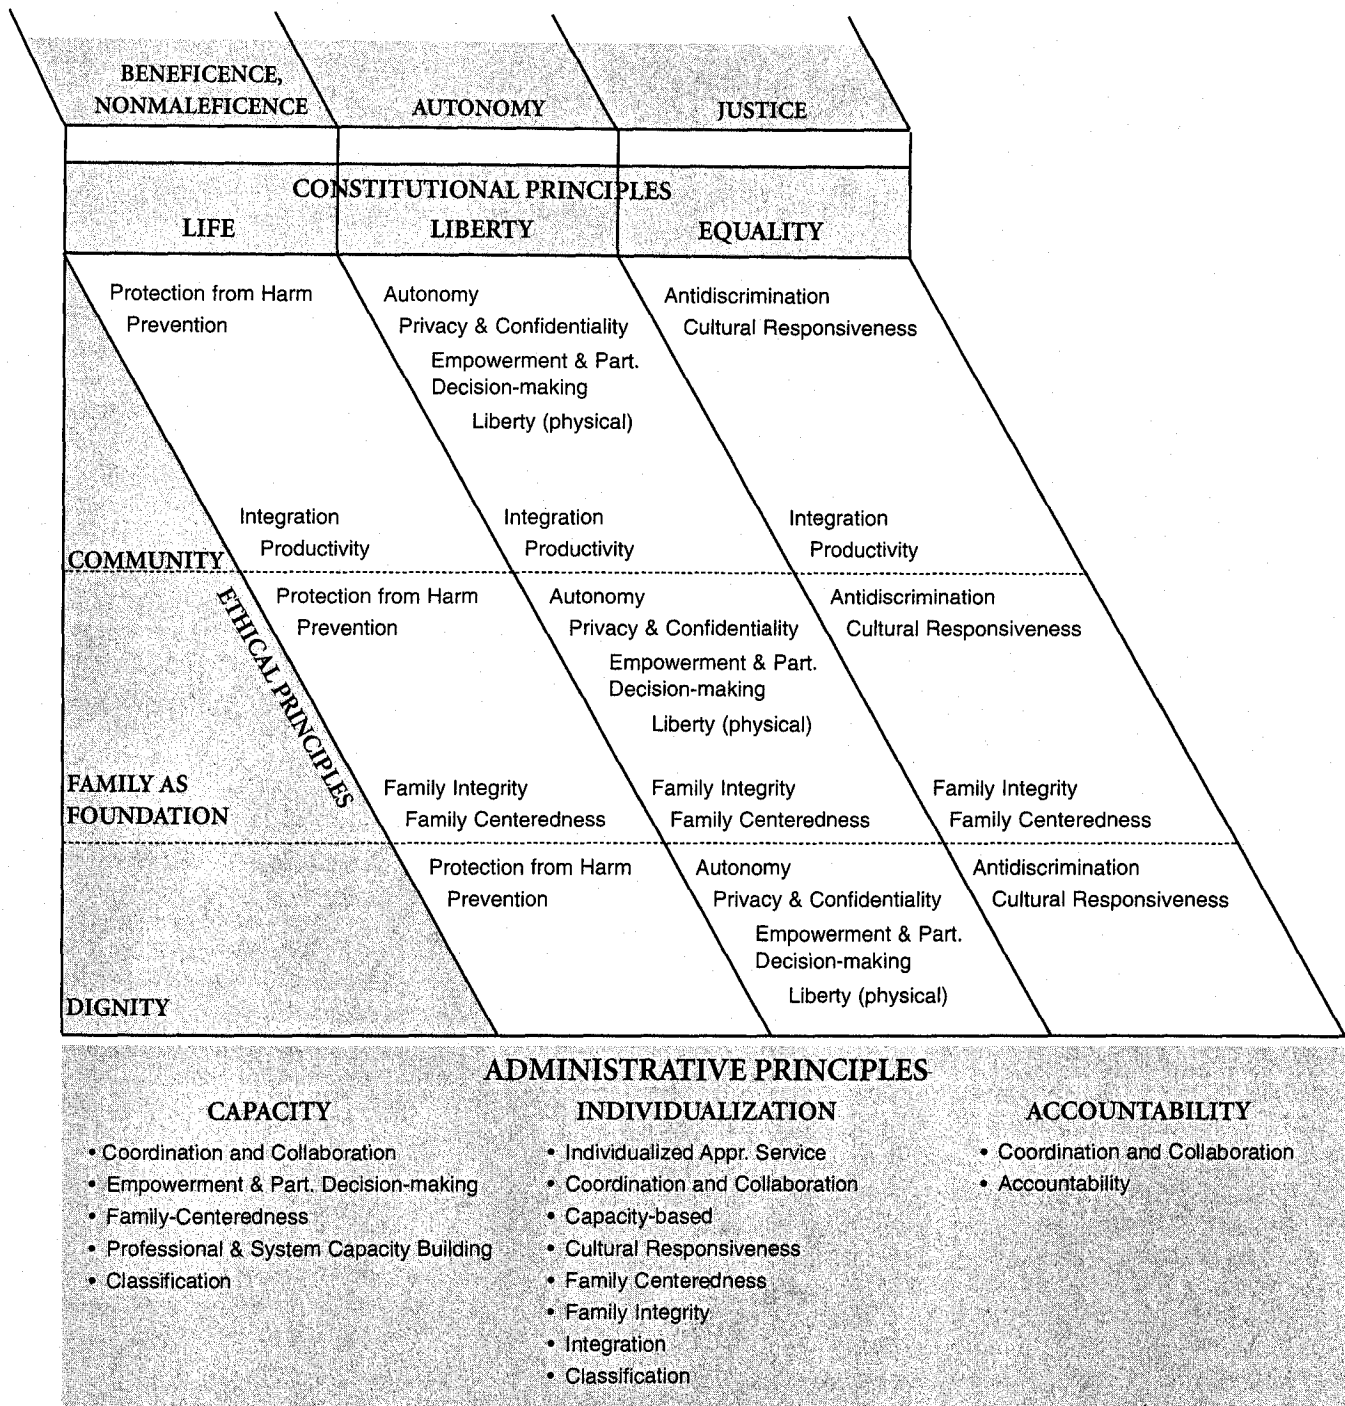 BENEFICENCE,
NONMALEFICENCE
AUTONOMY
JUSTICE
CONSTITUTIONAL PRINCIPLES
LIFE
LIBERTY
EQUALITY
Protection from Harm
Prevention
Autonomy
Privacy & Confidentiality
Empowerment & Part.
Decision-making
Liberty (physical)
Antidiscrimination
Cultural Responsiveness
COMMUNITY
Integration
Productivity
Integration
Productivity
Integration
Productivity
ETHICAL PRINCIPLES
Protection from Harm
Prevention
Autonomy
Privacy & Confidentiality
Empowerment & Part.
Decision-making
Liberty (physical)
Antidiscrimination
Cultural Responsiveness
FAMILY AS
FOUNDATION
Family Integrity
Family Centeredness
Family Integrity
Family Centeredness
Family Integrity
Family Centeredness
Protection from Harm
Prevention
Autonomy
Privacy & Confidentiality
Empowerment & Part.
Decision-making
Liberty (physical)
Antidiscrimination
Cultural Responsiveness
DIGNITY
ADMINISTRATIVE PRINCIPLES
CAPACITY
• Coordination and Collaboration
• Empowerment & Part. Decision-making
• Family-Centeredness
• Professional & System Capacity Building
• Classification
INDIVIDUALIZATION
• Individualized Appr. Service
• Coordination and Collaboration
• Capacity-based
• Cultural Responsiveness
• Family Centeredness
• Family Integrity
• Integration
• Classification
ACCOUNTABILITY
• Coordination and Collaboration
• Accountability